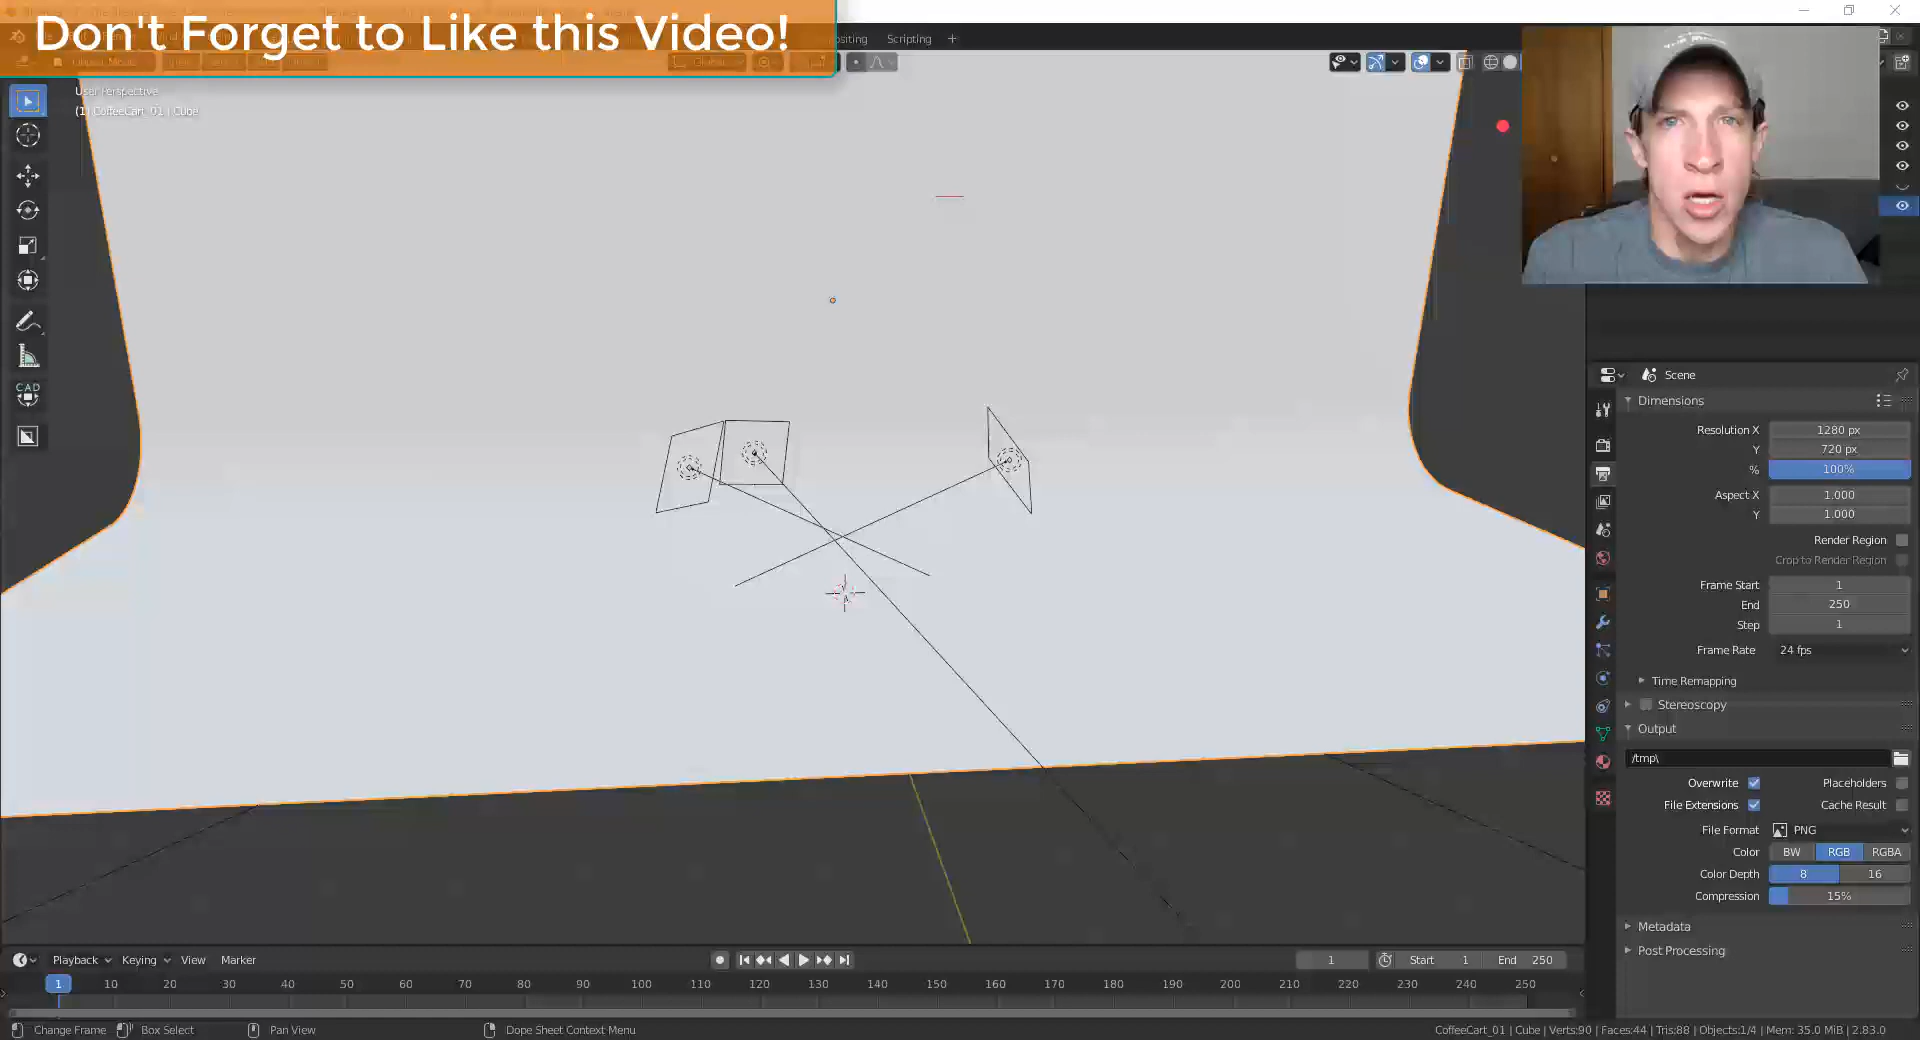 Don't Forget to Like this Video!
Scripting +
User Perspective
(1) CoffeeCart_01 | Cube
CAD
Scene
Dimensions
Resolution X 1280 px
Y 720 px
% 100%
Aspect X 1.000
Y 1.000
Render Region
Crop to Render Region
Frame Start 1
End 250
Step 1
Frame Rate 24 fps
Time Remapping
Stereoscopy
Output
/tmp\
Overwrite Placeholders
File Extensions Cache Result
File Format PNG
Color BW RGB RGBA
Color Depth 8 16
Compression 15%
Metadata
Post Processing
Playback Keying View Marker
1 Start 1 End 250
1 10 20 30 40 50 60 70 80 90 100 110 120 130 140 150 160 170 180 190 200 210 220 230 240 250
Change Frame Box Select Pan View Dope Sheet Context Menu
CoffeeCart_01 | Cube | Verts:90 | Faces:44 | Tris:88 | Objects:1/4 | Mem: 35.0 MiB | 2.83.0